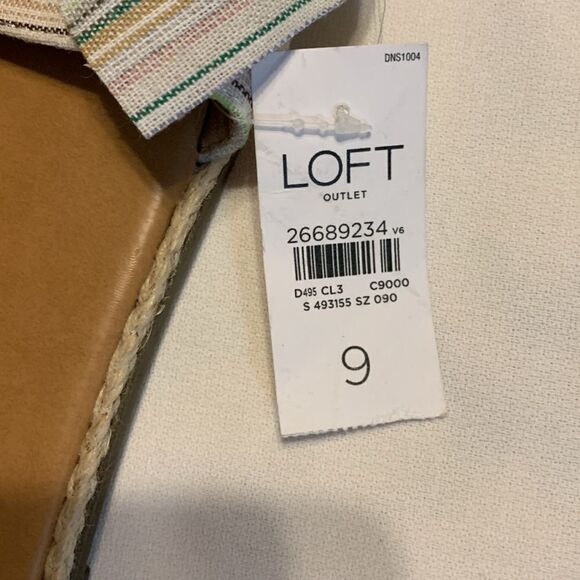 DNS1004
LOFT
OUTLET
26689234 V6
D495 CL3 C9000
S 493155 SZ 090
9